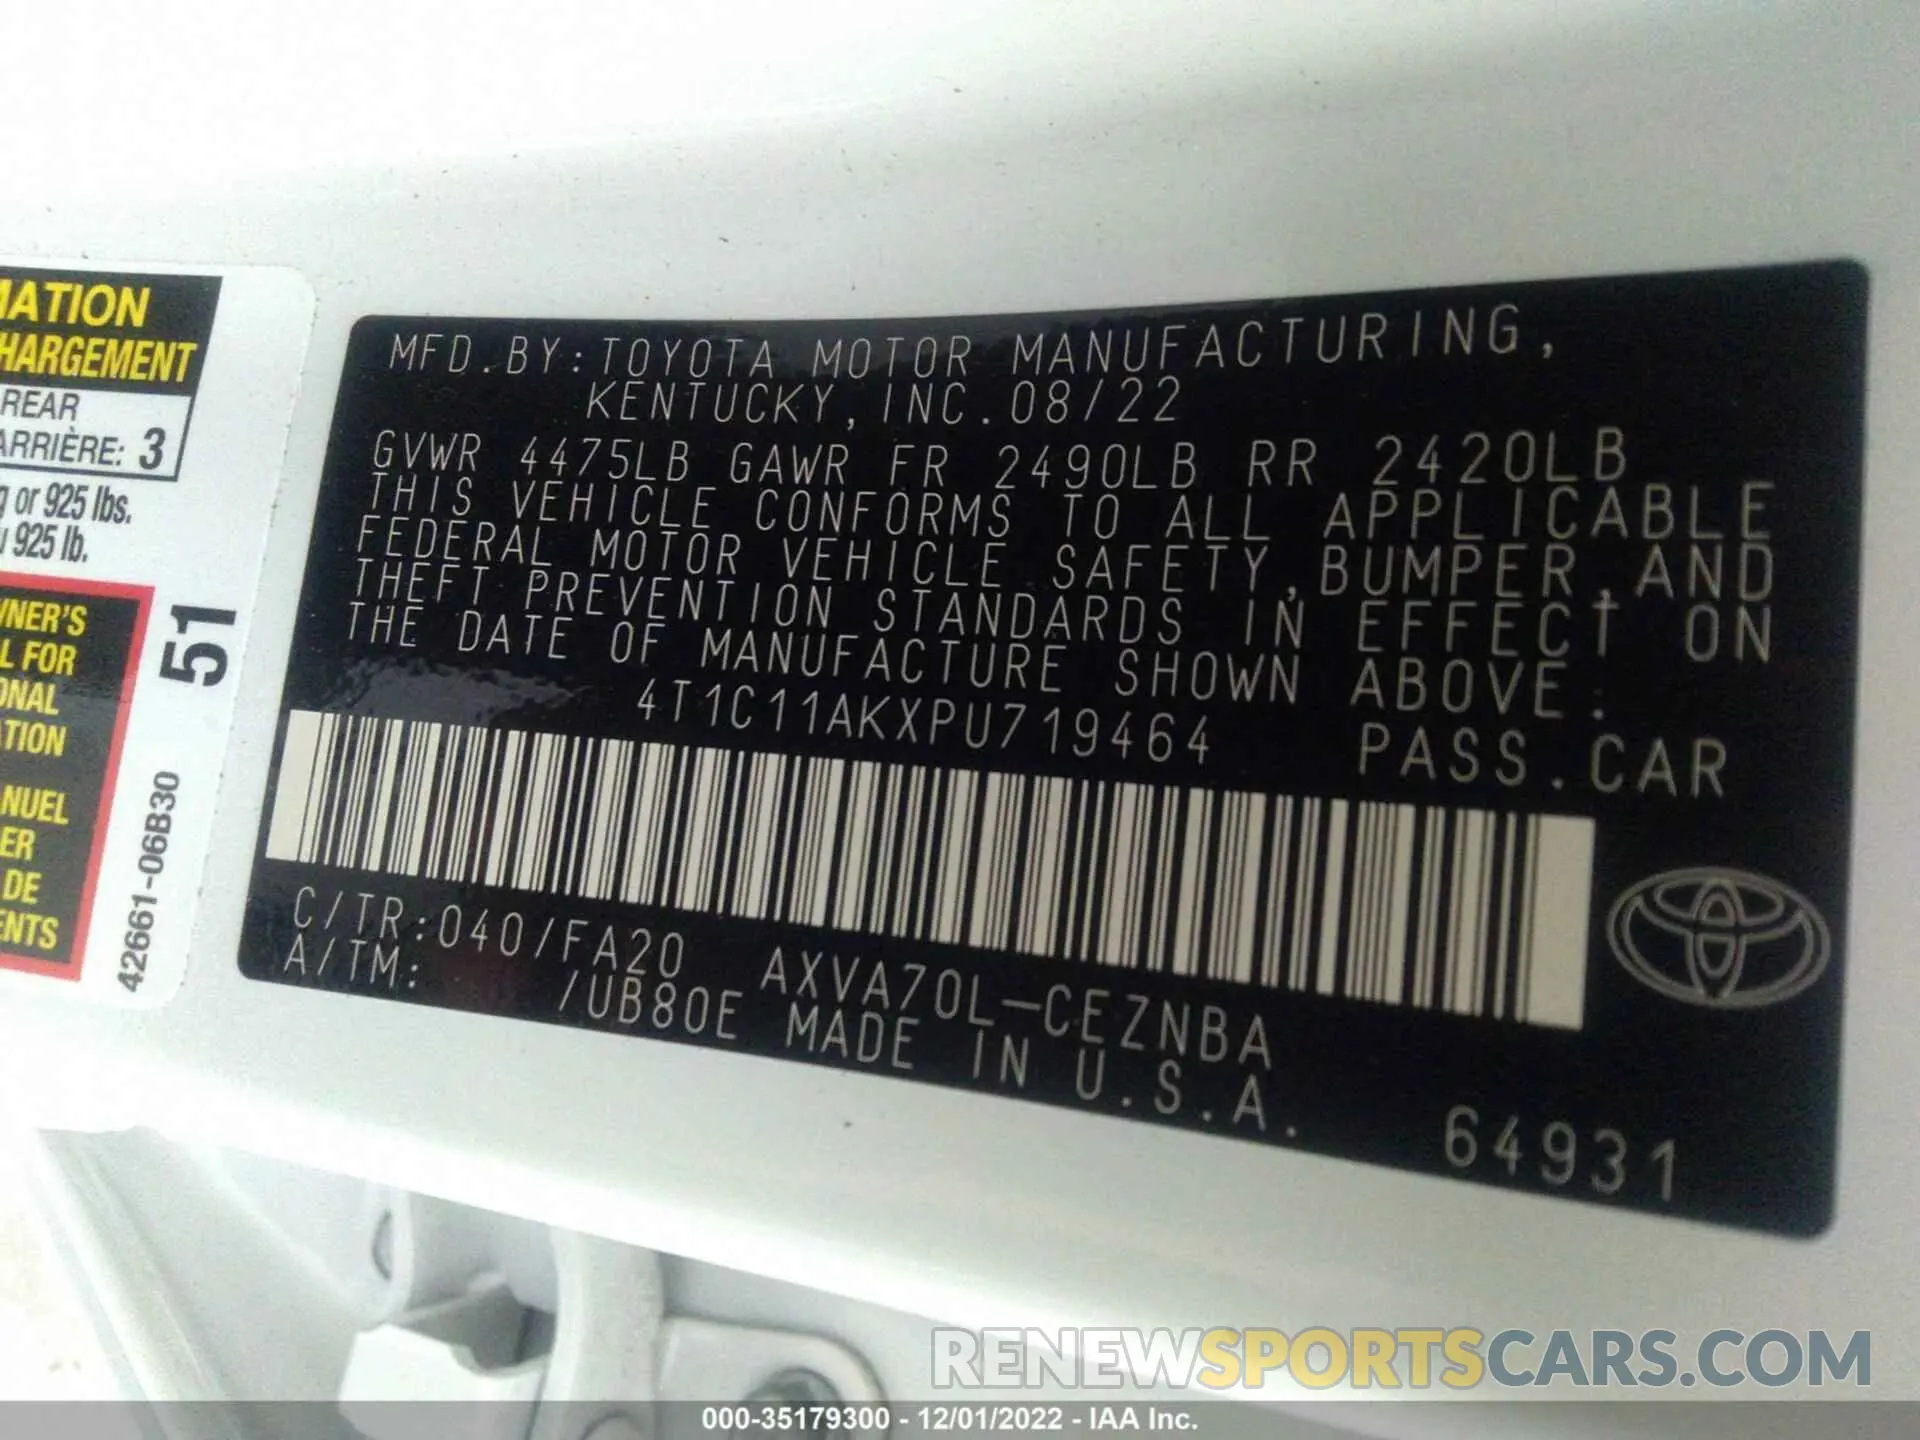 MATION
HARGEMENT
REAR
ARRIÈRE: 3
or 925 lbs.
925 lb.
WNER'S
L FOR
ONAL
TION
ANUEL
ER
DE
ENTS
51
42661-06B30
MFD.BY:TOYOTA MOTOR MANUFACTURING,
KENTUCKY, INC.08/22
GVWR 4475LB GAWR FR 2490LB RR 2420LB
THIS VEHICLE CONFORMS TO ALL APPLICABLE
FEDERAL MOTOR VEHICLE SAFETY,BUMPER,AND
THEFT PREVENTION STANDARDS IN EFFECT ON
THE DATE OF MANUFACTURE SHOWN ABOVE:
4T1C11AKXPU719464 PASS.CAR
C/TR:040/FA20 AXVA70L-CEZNBA
A/TM: /UB80E MADE IN U.S.A.
64931
RENEWSPORTSCARS.COM
000-35179300 - 12/01/2022 - IAA Inc.